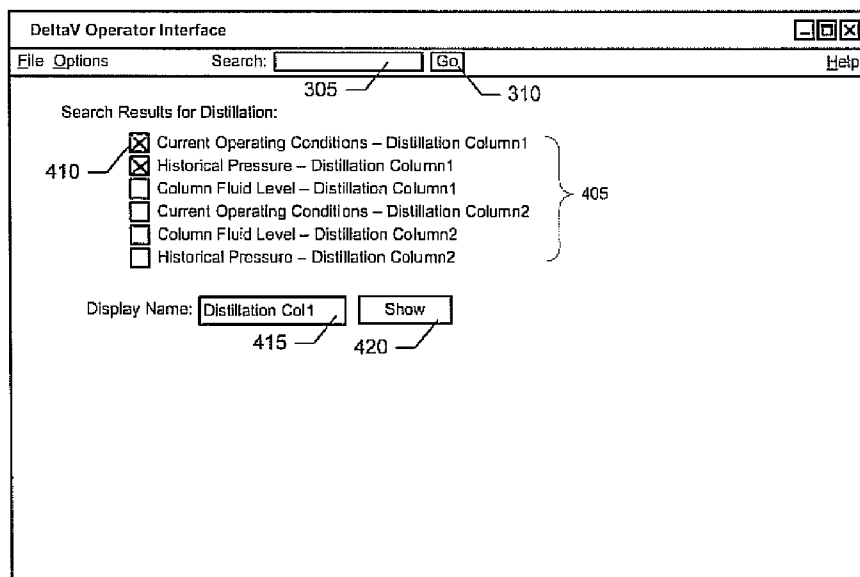 DeltaV Operator Interface
File Options Search: Go Help
305 310
Search Results for Distillation:
Current Operating Conditions – Distillation Column1
410 Historical Pressure – Distillation Column1
Column Fluid Level – Distillation Column1 405
Current Operating Conditions – Distillation Column2
Column Fluid Level – Distillation Column2
Historical Pressure – Distillation Column2
Display Name: Distillation Col1 Show
415 420